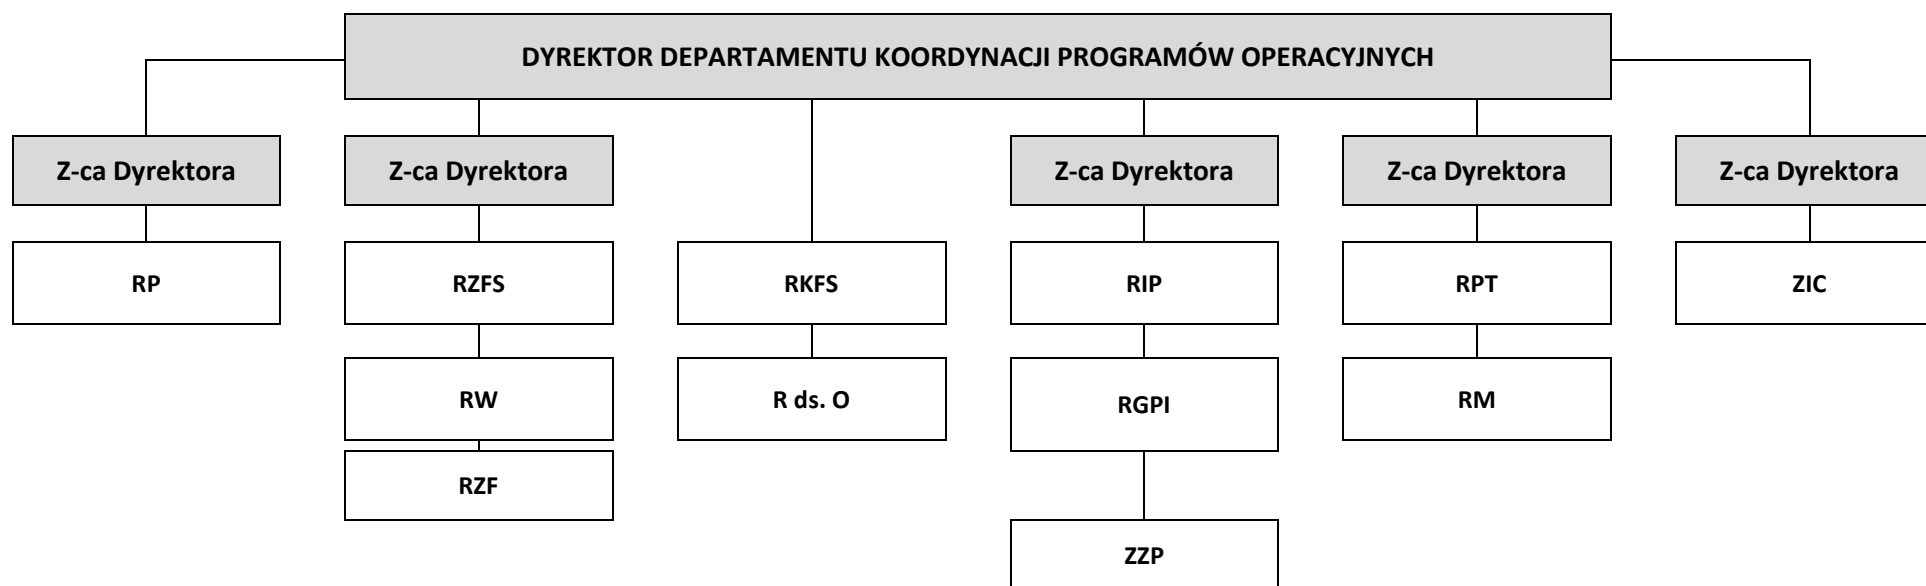 DYREKTOR DEPARTAMENTU KOORDYNACJI PROGRAMÓW OPERACYJNYCH
Z-ca Dyrektora
Z-ca Dyrektora
Z-ca Dyrektora
Z-ca Dyrektora
Z-ca Dyrektora
RP
RZFS
RKFS
RIP
RPT
ZIC
RW
R ds. O
RGPI
RM
RZF
ZZP